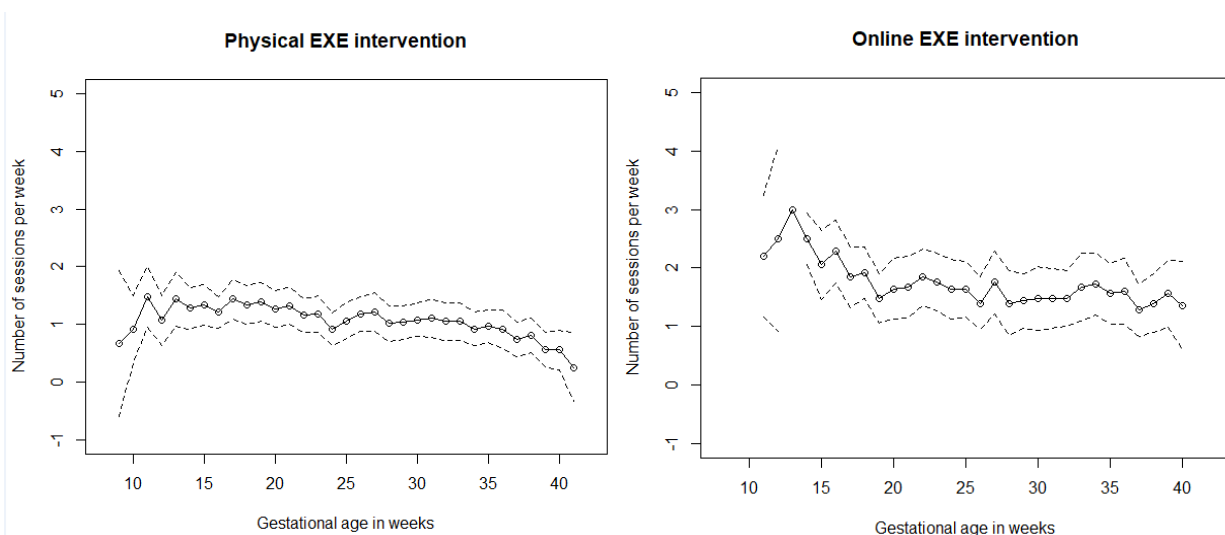 Physical EXE intervention
Number of sessions per week
5
4
3
2
1
0
-1
10 15 20 25 30 35 40
Gestational age in weeks
Online EXE intervention
Number of sessions per week
5
4
3
2
1
0
-1
10 15 20 25 30 35 40
Gestational age in weeks